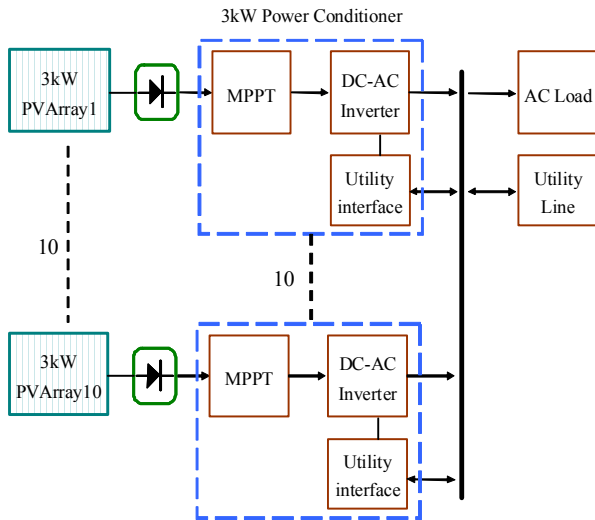 3kW Power Conditioner
3kW
PVArray1
MPPT
DC-AC
Inverter
AC Load
Utility
interface
Utility
Line
10
10
3kW
PVArray10
MPPT
DC-AC
Inverter
Utility
interface